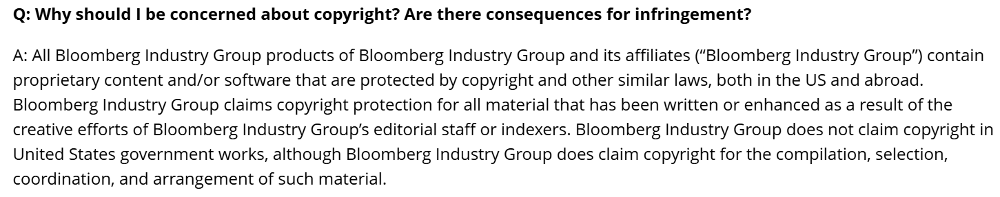 Q: Why should I be concerned about copyright? Are there consequences for infringement?
A: All Bloomberg Industry Group products of Bloomberg Industry Group and its affiliates (“Bloomberg Industry Group”) contain
proprietary content and/or software that are protected by copyright and other similar laws, both in the US and abroad.
Bloomberg Industry Group claims copyright protection for all material that has been written or enhanced as a result of the
creative efforts of Bloomberg Industry Group’s editorial staff or indexers. Bloomberg Industry Group does not claim copyright in
United States government works, although Bloomberg Industry Group does claim copyright for the compilation, selection,
coordination, and arrangement of such material.